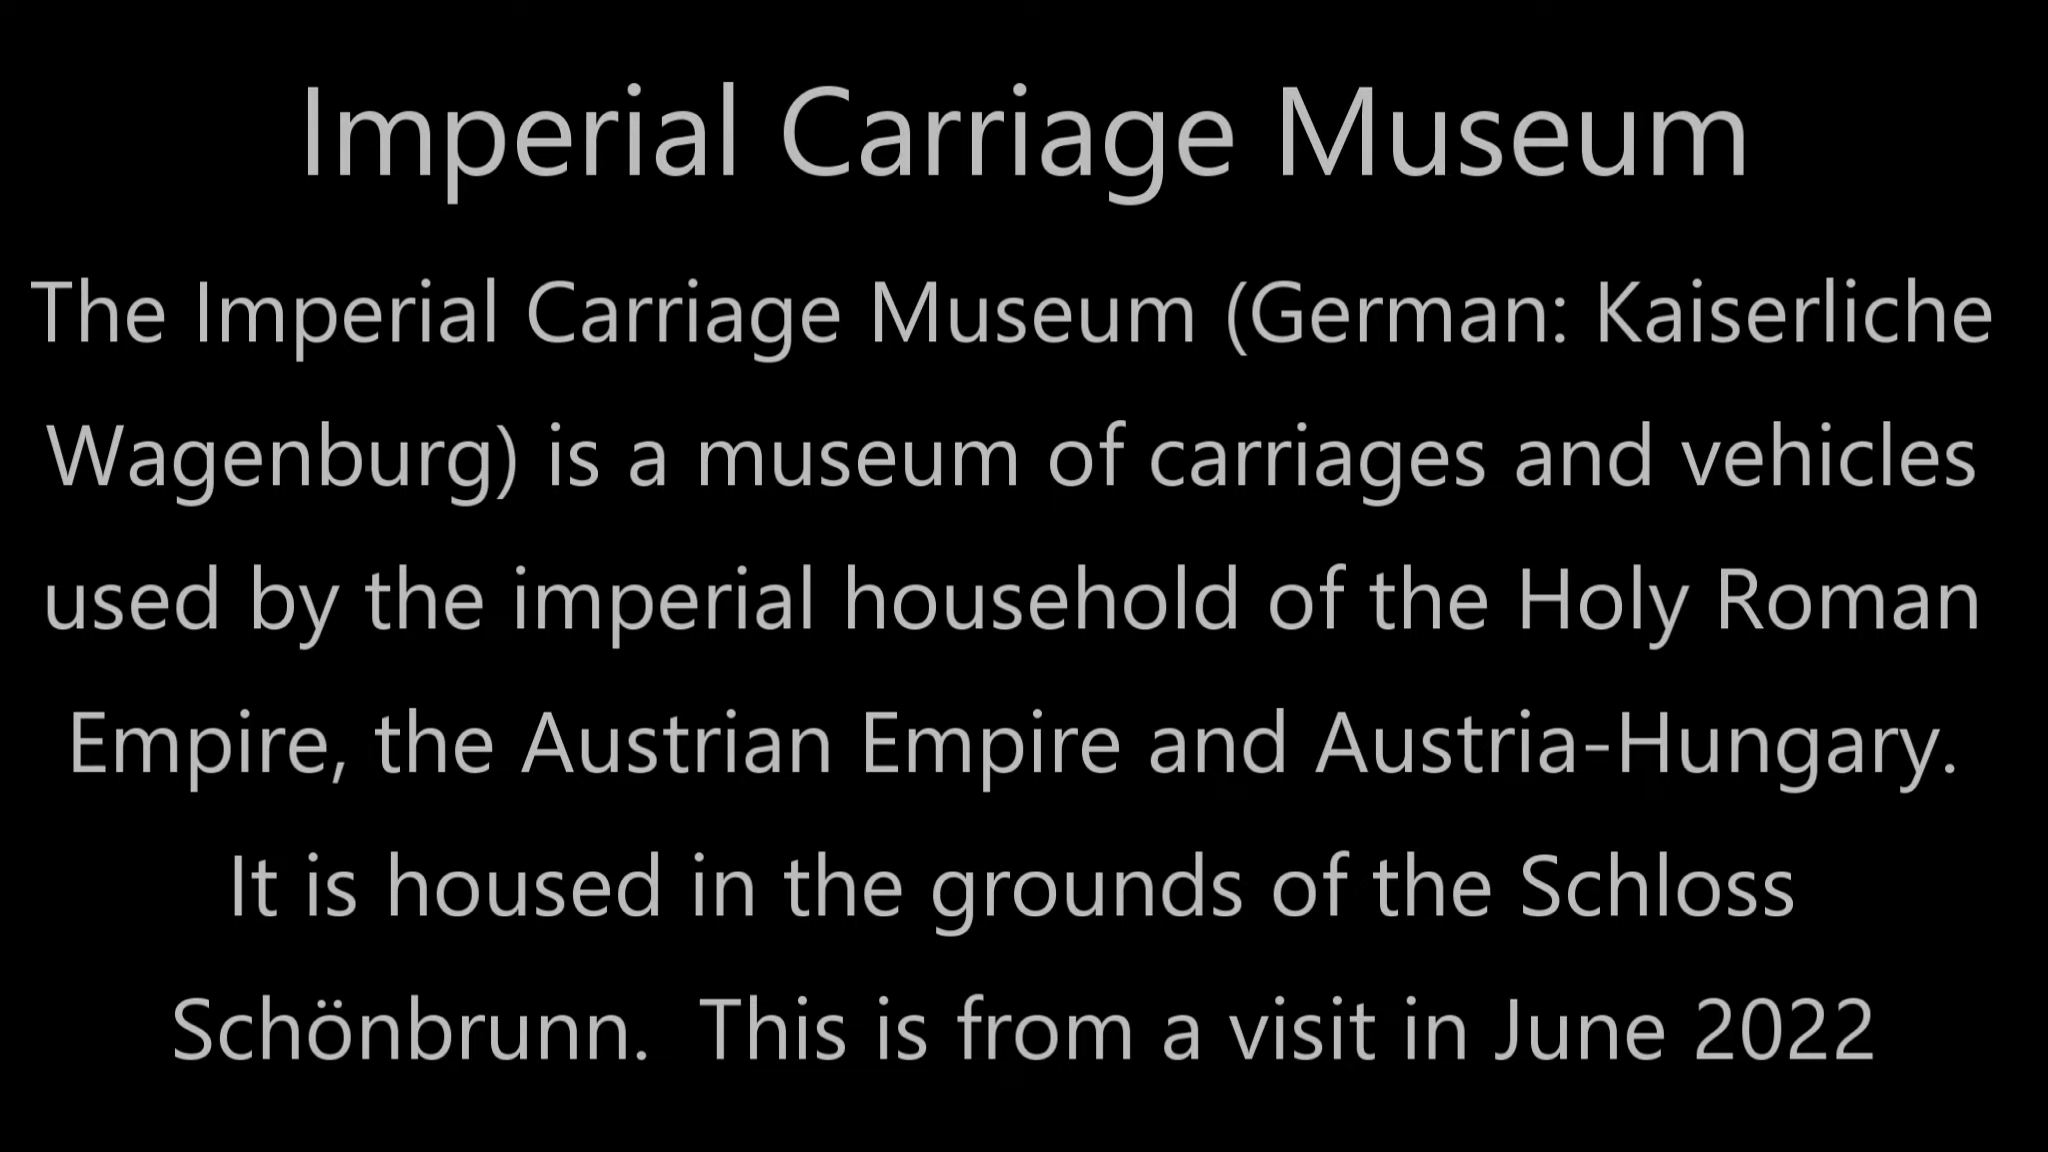 Imperial Carriage Museum
The Imperial Carriage Museum (German: Kaiserliche
Wagenburg) is a museum of carriages and vehicles
used by the imperial household of the Holy Roman
Empire, the Austrian Empire and Austria-Hungary.
It is housed in the grounds of the Schloss
Schönbrunn.  This is from a visit in June 2022